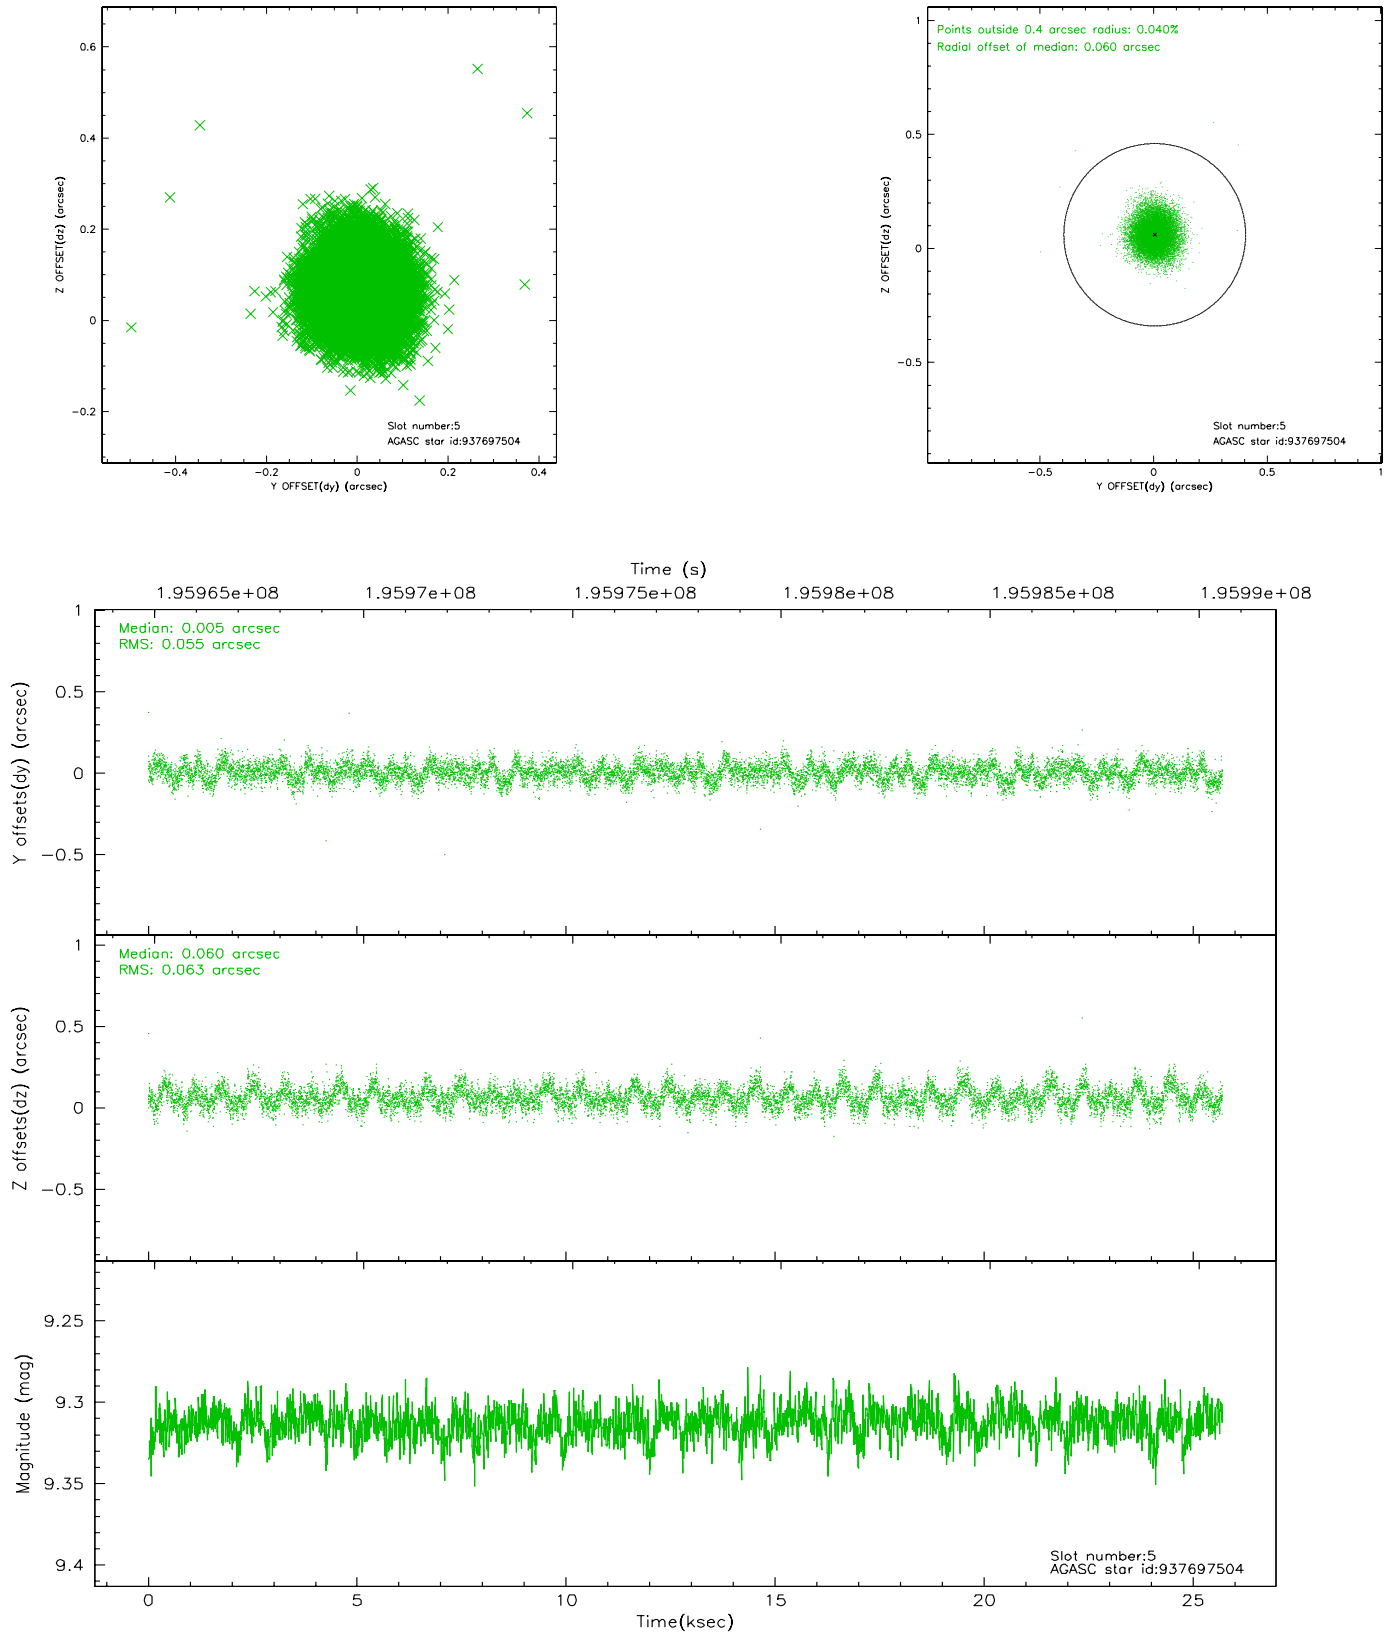 0.6
0.4
0.2
0
−0.2
Z OFFSET(dz) (arcsec)
Slot number:5
AGASC star id:937697504
−0.4 −0.2 0 0.2 0.4
Y OFFSET(dy) (arcsec)
Points outside 0.4 arcsec radius: 0.040%
Radial offset of median: 0.060 arcsec
1
0.5
0
−0.5
Z OFFSET(dz) (arcsec)
Slot number:5
AGASC star id:937697504
−0.5 0 0.5 1
Y OFFSET(dy) (arcsec)
Time (s)
1.95965e+08 1.9597e+08 1.95975e+08 1.9598e+08 1.95985e+08 1.9599e+08
Median: 0.005 arcsec
RMS: 0.055 arcsec
1
0.5
0
−0.5
Y offsets(dy) (arcsec)
Median: 0.060 arcsec
RMS: 0.063 arcsec
1
0.5
0
−0.5
Z offsets(dz) (arcsec)
9.25
9.3
9.35
9.4
Magnitude (mag)
Slot number:5
AGASC star id:937697504
0 5 10 15 20 25
Time(ksec)